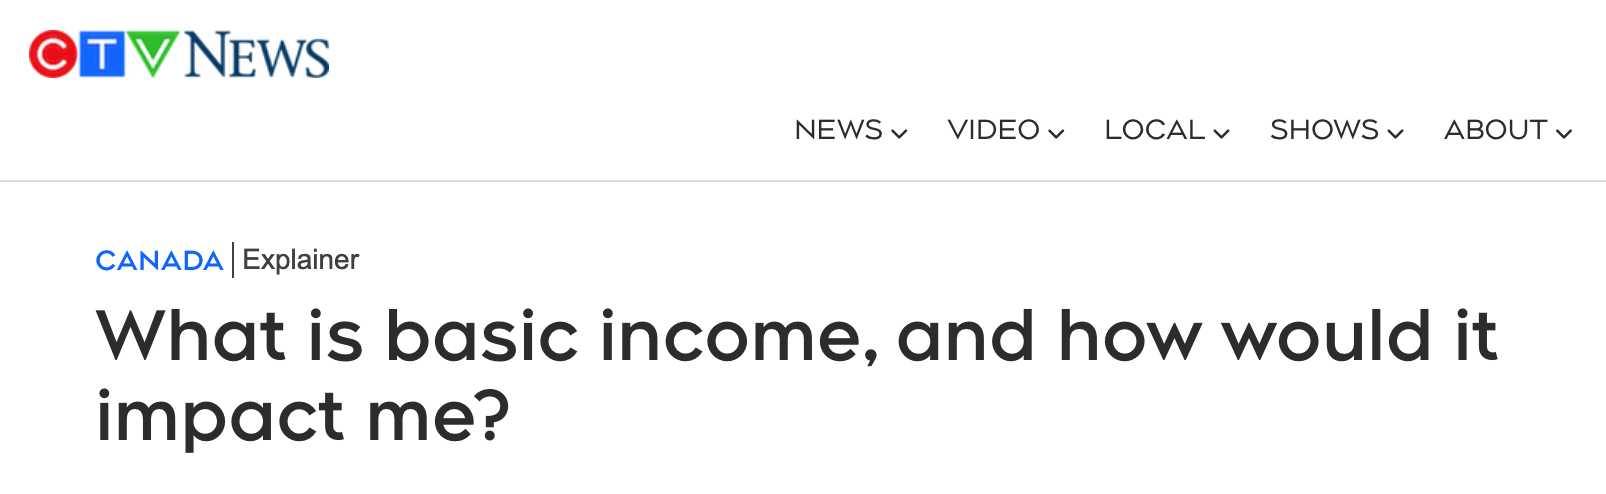 CTV NEWS
NEWS VIDEO LOCAL SHOWS ABOUT
CANADA | Explainer
What is basic income, and how would it
impact me?